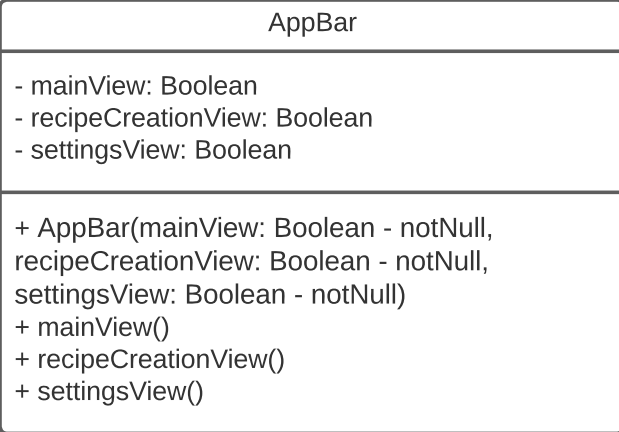 AppBar
- mainView: Boolean
- recipeCreationView: Boolean
- settingsView: Boolean
+ AppBar(mainView: Boolean - notNull,
recipeCreationView: Boolean - notNull,
settingsView: Boolean - notNull)
+ mainView()
+ recipeCreationView()
+ settingsView()